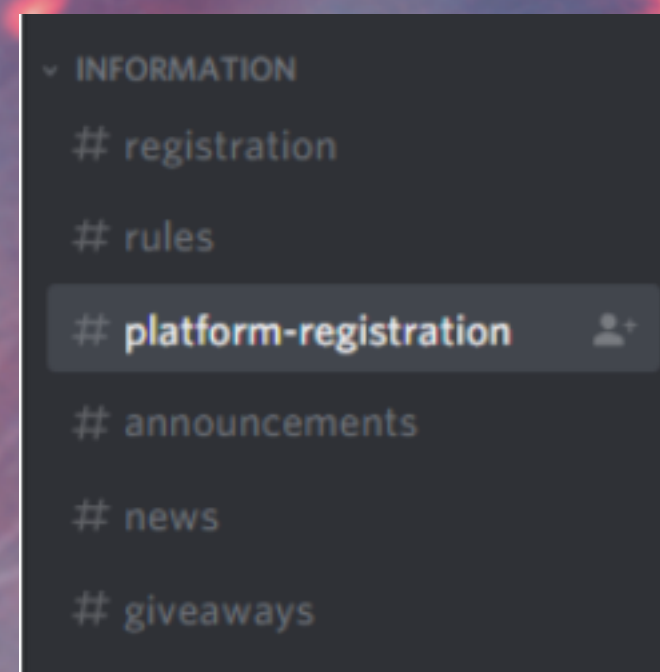 INFORMATION
# registration
# rules
# platform-registration
# announcements
# news
# giveaways